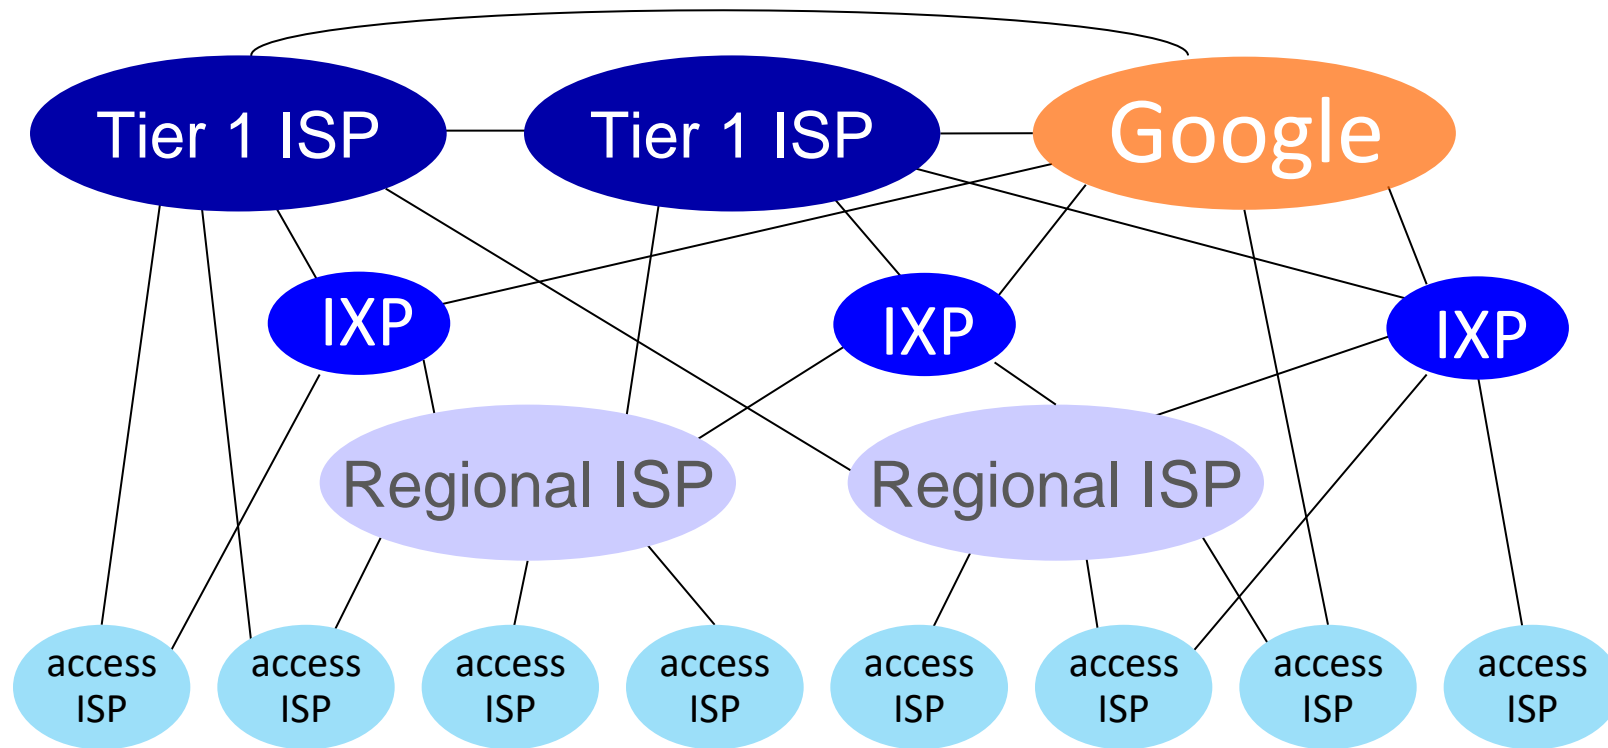 Tier 1 ISP
Tier 1 ISP
Google
IXP
IXP
IXP
Regional ISP
Regional ISP
access
ISP
access
ISP
access
ISP
access
ISP
access
ISP
access
ISP
access
ISP
access
ISP